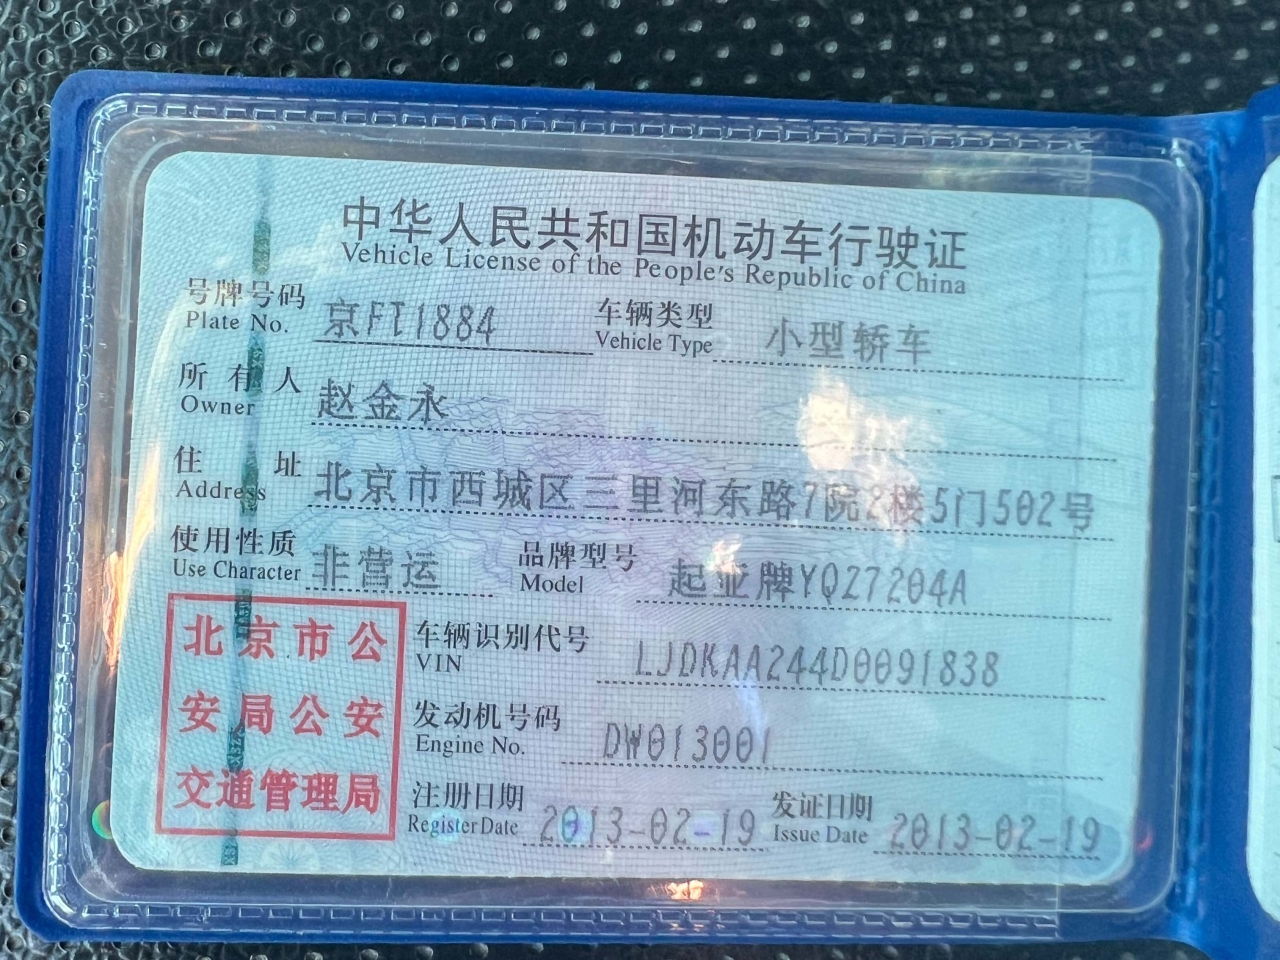 中华人民共和国机动车行驶证
Vehicle License of the People's Republic of China
号牌号码 京FI1884 车辆类型 小型轿车
Plate No. Vehicle Type
所有人 赵金永
Owner
住址 北京市西城区三里河东路7院2楼5门502号
Address
使用性质 非营运 品牌型号 起亚牌YQZ7204A
Use Character Model
北京市公
安局公安
交通管理局
车辆识别代号 LJDKAA244D0091838
VIN
发动机号码 DW013001
Engine No.
注册日期 2013-02-19 发证日期 2013-02-19
Register Date Issue Date